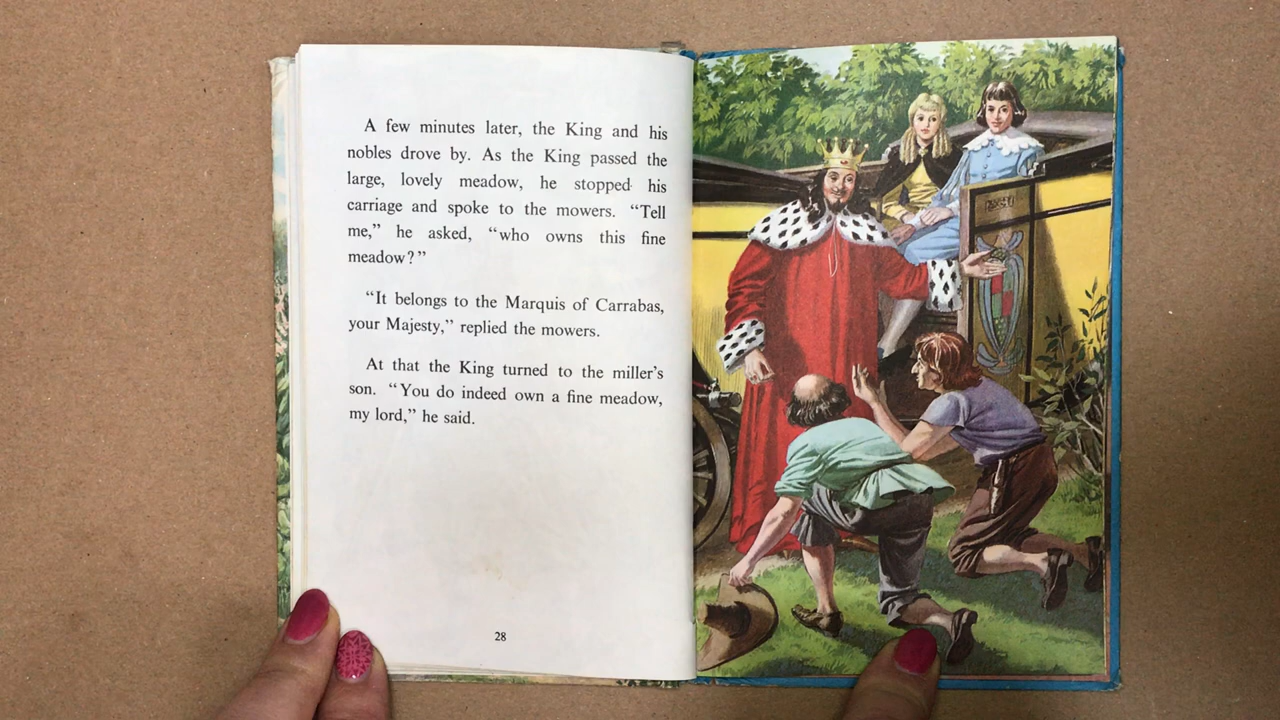 A few minutes later, the King and his
nobles drove by. As the King passed the
large, lovely meadow, he stopped his
carriage and spoke to the mowers. “Tell
me,” he asked, “who owns this fine
meadow?”
“It belongs to the Marquis of Carrabas,
your Majesty,” replied the mowers.
At that the King turned to the miller’s
son. “You do indeed own a fine meadow,
my lord,” he said.
28